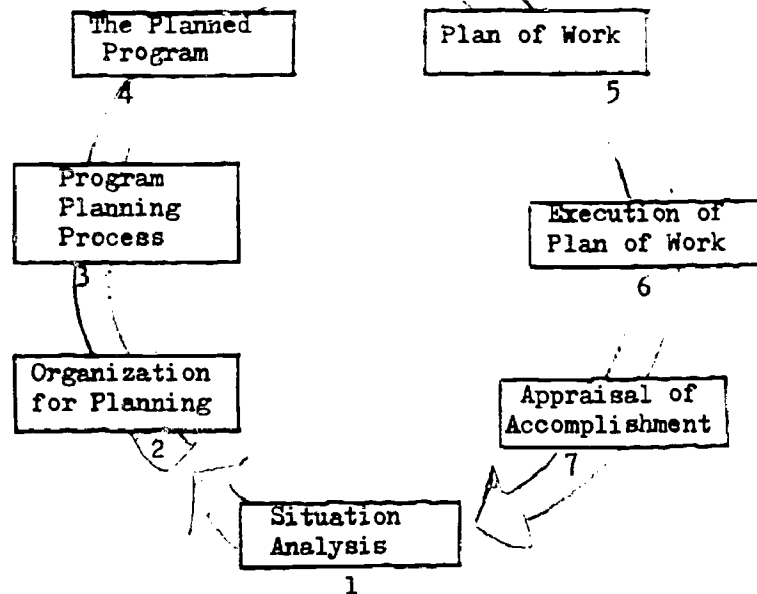 The Planned
Program
4
Plan of Work
5
Program
Planning
Process
3
Execution of
Plan of Work
6
Organization
for Planning
2
Appraisal of
Accomplishment
7
Situation
Analysis
1